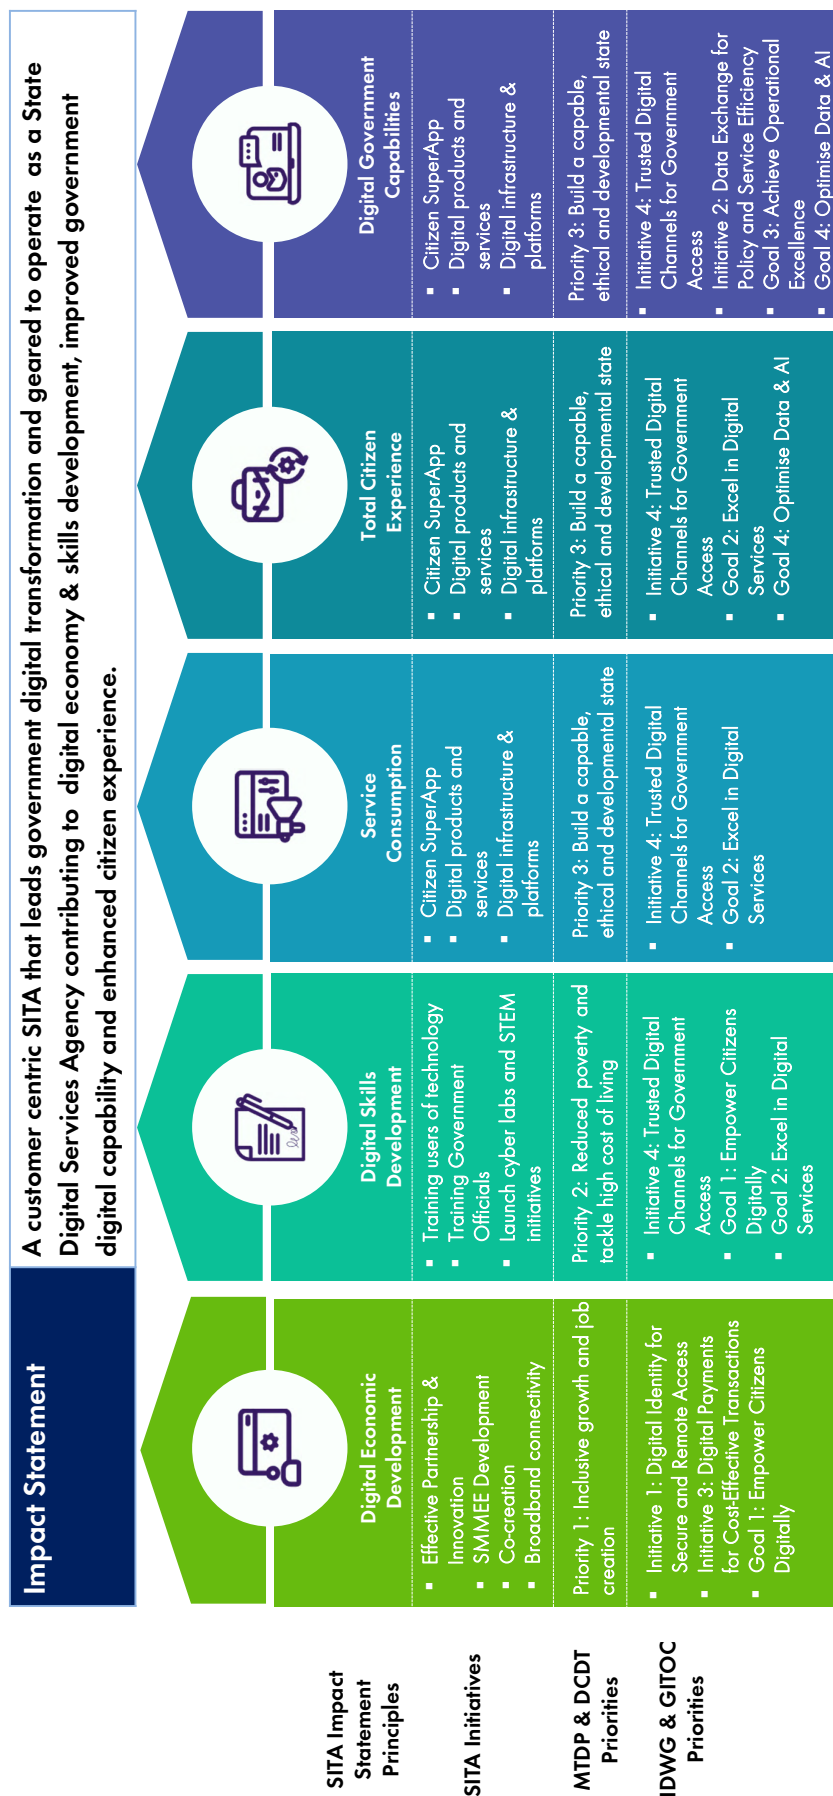 Impact Statement
A customer centric SITA that leads government digital transformation and geared to operate as a State
Digital Services Agency contributing to digital economy & skills development, improved government
digital capability and enhanced citizen experience.
SITA Impact
Statement
Principles
Digital Economic
Development
Digital Skills
Development
Service
Consumption
Total Citizen
Experience
Digital Government
Capabilities
SITA Initiatives
▪ Effective Partnership &
Innovation
▪ SMMEE Development
▪ Co-creation
▪ Broadband connectivity
▪ Training users of technology
▪ Training Government
Officials
▪ Launch cyber labs and STEM
initiatives
▪ Citizen SuperApp
▪ Digital products and
services
▪ Digital infrastructure &
platforms
▪ Citizen SuperApp
▪ Digital products and
services
▪ Digital infrastructure &
platforms
▪ Citizen SuperApp
▪ Digital products and
services
▪ Digital infrastructure &
platforms
MTDP & DCDT
Priorities
Priority 1: Inclusive growth and job
creation
Priority 2: Reduced poverty and
tackle high cost of living
Priority 3: Build a capable,
ethical and developmental state
Priority 3: Build a capable,
ethical and developmental state
Priority 3: Build a capable,
ethical and developmental state
IDWG & GITOC
Priorities
▪ Initiative 1: Digital Identity for
Secure and Remote Access
▪ Initiative 3: Digital Payments
for Cost-Effective Transactions
▪ Goal 1: Empower Citizens
Digitally
▪ Initiative 4: Trusted Digital
Channels for Government
Access
▪ Goal 1: Empower Citizens
Digitally
▪ Goal 2: Excel in Digital
Services
▪ Initiative 4: Trusted Digital
Channels for Government
Access
▪ Goal 2: Excel in Digital
Services
▪ Initiative 4: Trusted Digital
Channels for Government
Access
▪ Goal 2: Excel in Digital
Services
▪ Goal 4: Optimise Data & AI
▪ Initiative 4: Trusted Digital
Channels for Government
Access
▪ Initiative 2: Data Exchange for
Policy and Service Efficiency
▪ Goal 3: Achieve Operational
Excellence
▪ Goal 4: Optimise Data & AI